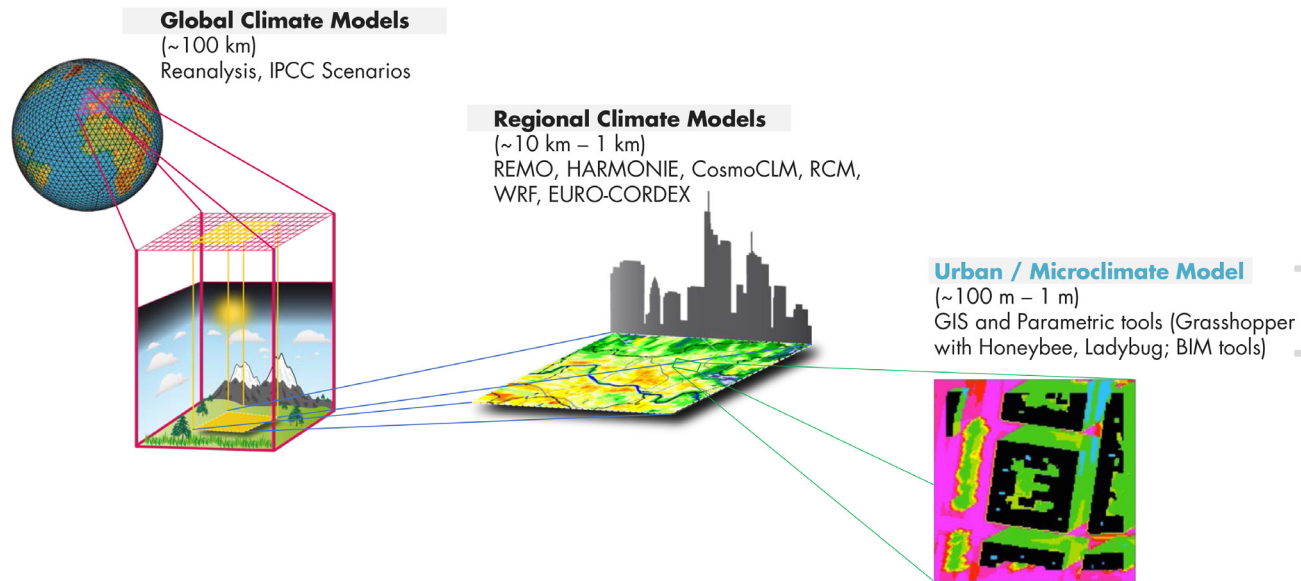 Global Climate Models
(~100 km)
Reanalysis, IPCC Scenarios
Regional Climate Models
(~10 km – 1 km)
REMO, HARMONIE, CosmoCLM, RCM,
WRF, EURO-CORDEX
Urban / Microclimate Model
(~100 m – 1 m)
GIS and Parametric tools (Grasshopper
with Honeybee, Ladybug; BIM tools)